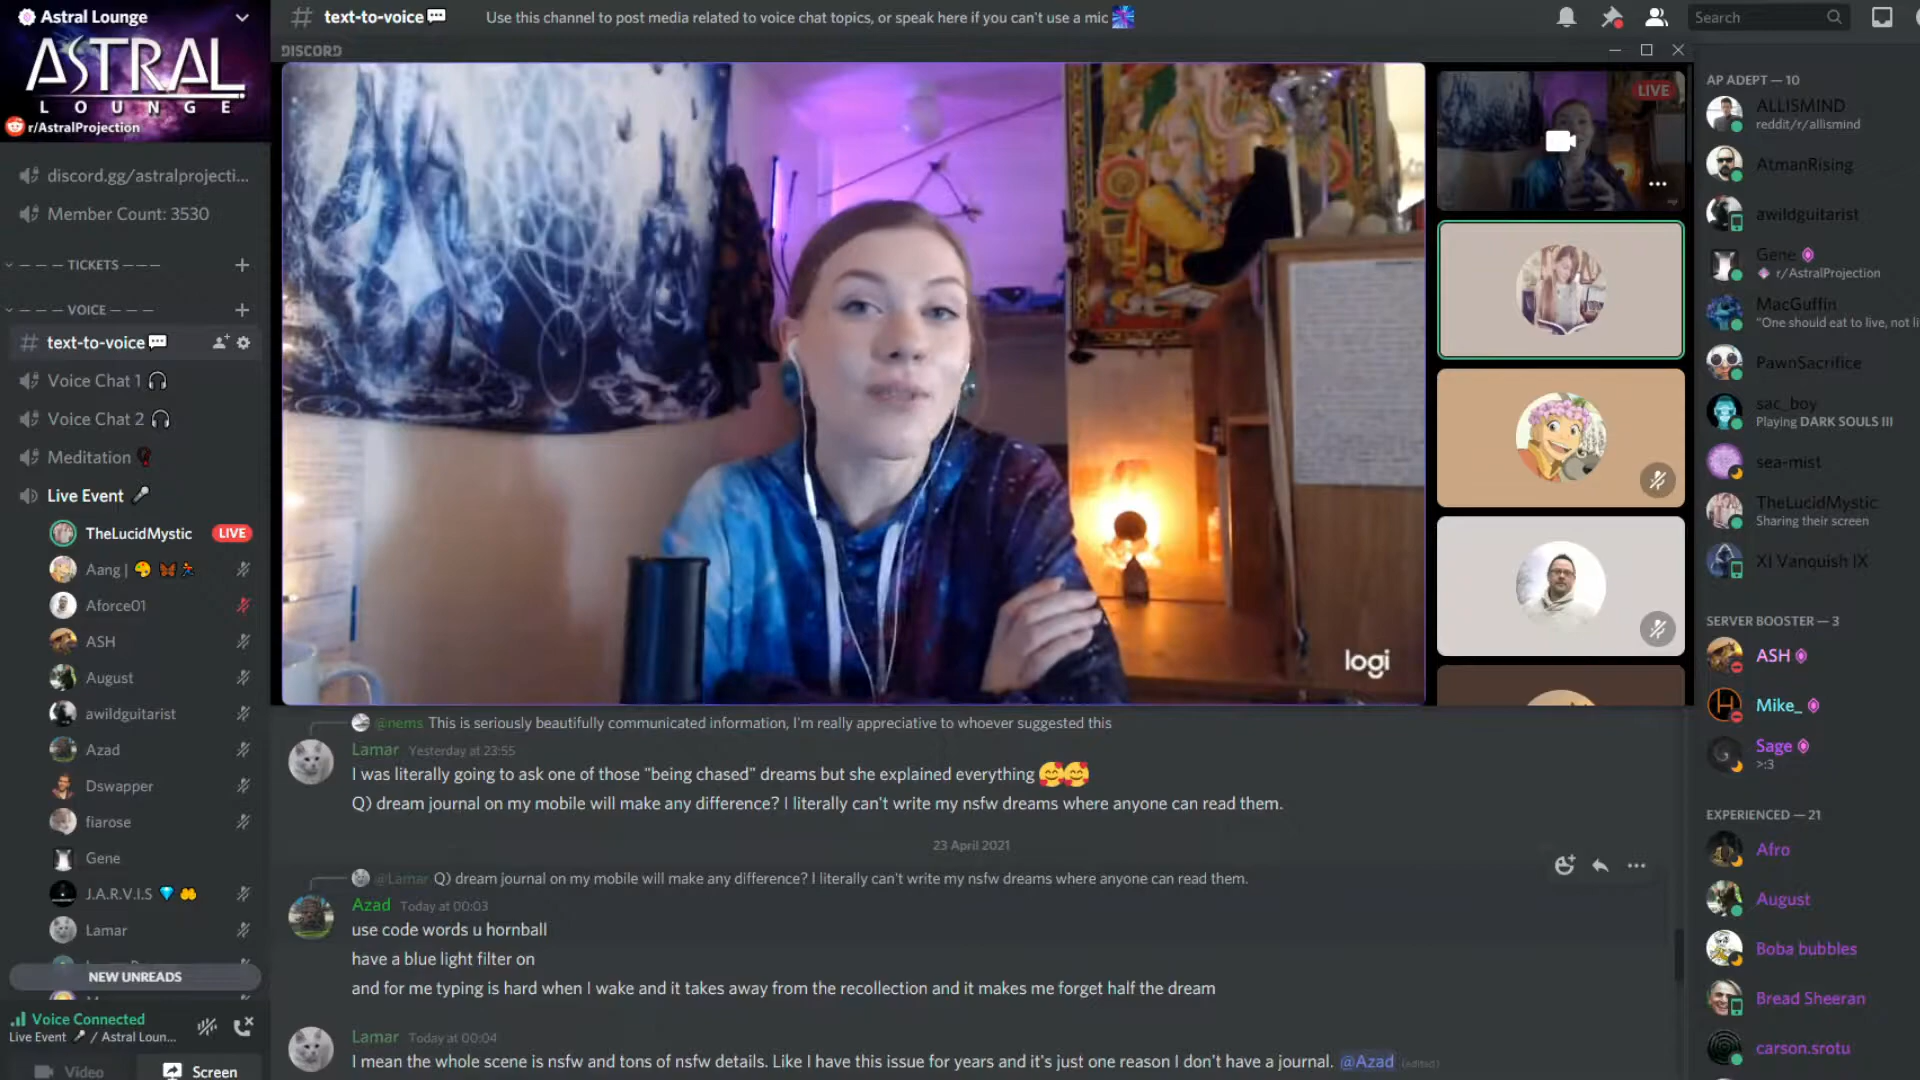 Astral Lounge
ASTRAL
LOUNGE
r/AstralProjection
discord.gg/astralprojecti...
Member Count: 3530
TICKETS
VOICE
text-to-voice
Voice Chat 1
Voice Chat 2
Meditation
Live Event
TheLucidMystic LIVE
Aang |
Aforce01
ASH
August
awildguitarist
Azad
Dswapper
fiarose
Gene
J.A.R.V.I.S
Lamar
NEW UNREADS
Voice Connected
Live Event / Astral Loun...
Video Screen
# text-to-voice Use this channel to post media related to voice chat topics, or speak here if you can't use a mic
Search
DISCORD
LIVE
logi
@nems This is seriously beautifully communicated information, I'm really appreciative to whoever suggested this
Lamar Yesterday at 23:55
I was literally going to ask one of those "being chased" dreams but she explained everything
Q) dream journal on my mobile will make any difference? I literally can't write my nsfw dreams where anyone can read them.
23 April 2021
@Lamar Q) dream journal on my mobile will make any difference? I literally can't write my nsfw dreams where anyone can read them.
Azad Today at 00:03
use code words u hornball
have a blue light filter on
and for me typing is hard when I wake and it takes away from the recollection and it makes me forget half the dream
Lamar Today at 00:04
I mean the whole scene is nsfw and tons of nsfw details. Like I have this issue for years and it's just one reason I don't have a journal. @Azad (edited)
AP ADEPT — 10
ALLISMIND
reddit/r/allismind
AtmanRising
awildguitarist
Gene
r/AstralProjection
MacGuffin
"One should eat to live, not li
PawnSacrifice
sac_boy
Playing DARK SOULS III
sea-mist
TheLucidMystic
Sharing their screen
XI Vanquish IX
SERVER BOOSTER — 3
ASH
Mike_
Sage
>:3
EXPERIENCED — 21
Afro
August
Boba bubbles
Bread Sheeran
carson.srotu